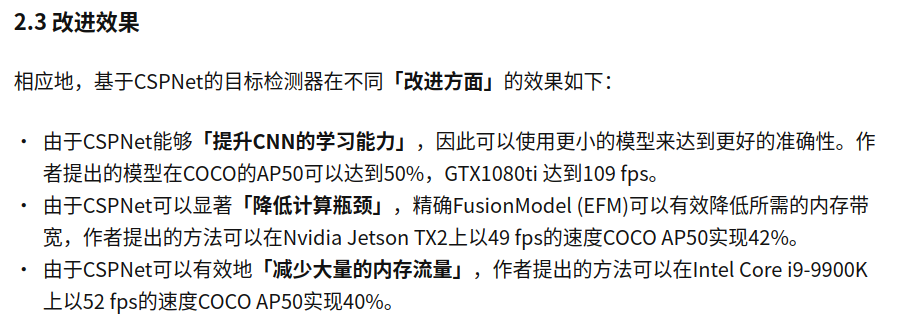 2.3 改进效果
相应地，基于CSPNet的目标检测器在不同「改进方面」的效果如下：
• 由于CSPNet能够「提升CNN的学习能力」，因此可以使用更小的模型来达到更好的准确性。作
者提出的模型在COCO的AP50可以达到50%，GTX1080ti 达到109 fps。
• 由于CSPNet可以显著「降低计算瓶颈」，精确FusionModel (EFM)可以有效降低所需的内存带
宽，作者提出的方法可以在Nvidia Jetson TX2上以49 fps的速度COCO AP50实现42%。
• 由于CSPNet可以有效地「减少大量的内存流量」，作者提出的方法可以在Intel Core i9-9900K
上以52 fps的速度COCO AP50实现40%。